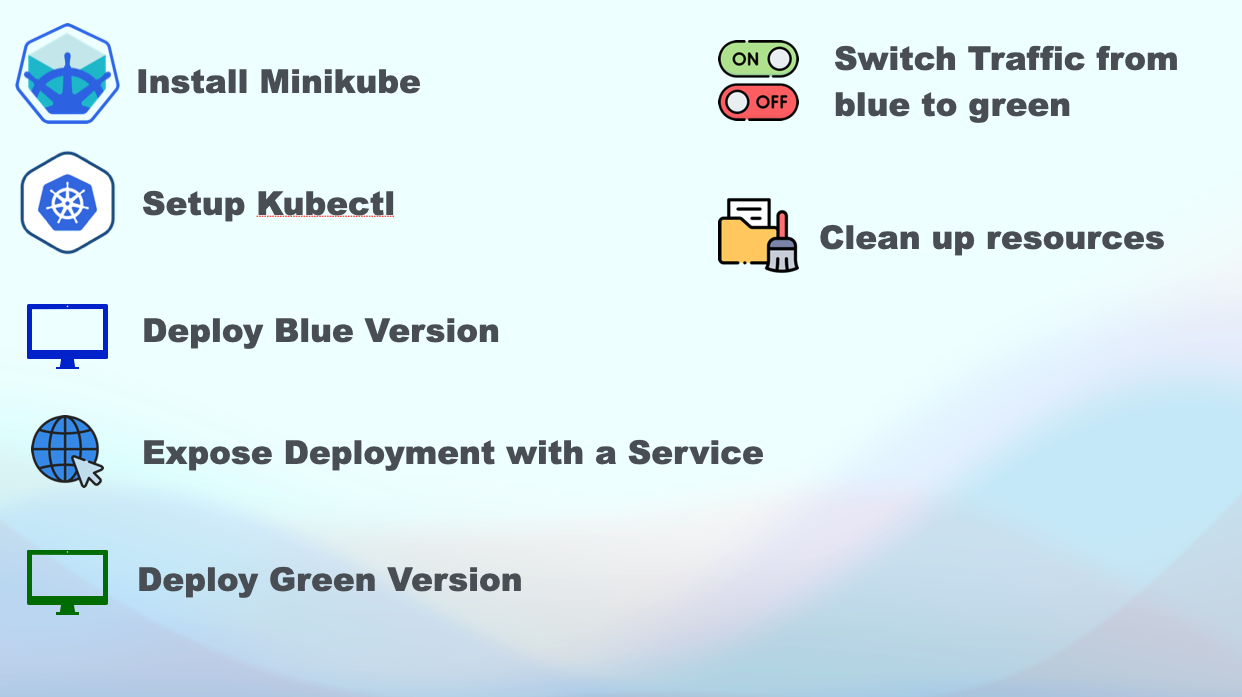 Install Minikube
Setup Kubectl
Deploy Blue Version
Expose Deployment with a Service
Deploy Green Version
ON
OFF
Switch Traffic from
blue to green
Clean up resources